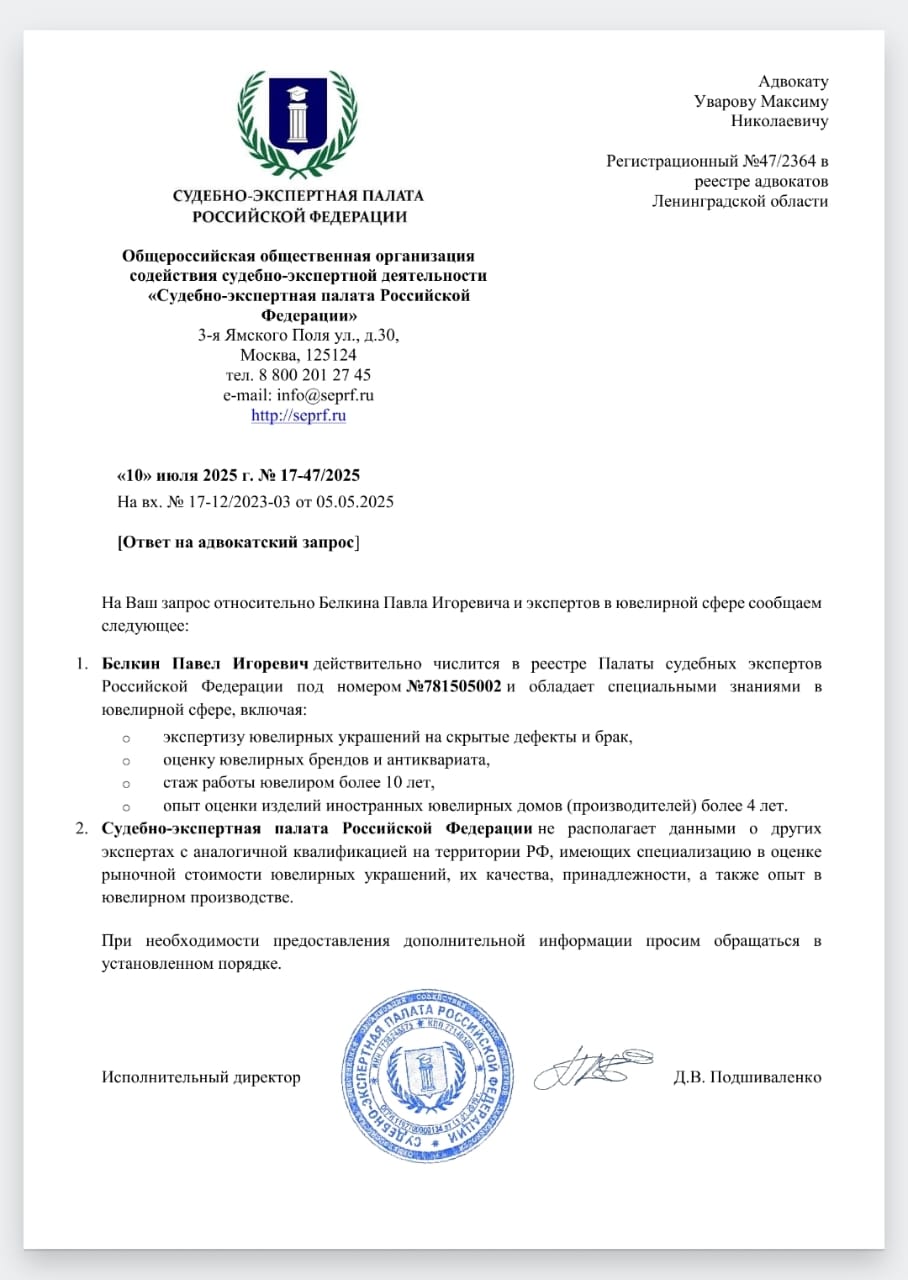 СУДЕБНО-ЭКСПЕРТНАЯ ПАЛАТА
РОССИЙСКОЙ ФЕДЕРАЦИИ
Общероссийская общественная организация
содействия судебно-экспертной деятельности
«Судебно-экспертная палата Российской
Федерации»
3-я Ямского Поля ул., д.30,
Москва, 125124
тел. 8 800 201 27 45
e-mail: info@seprf.ru
http://seprf.ru
Адвокату
Уварову Максиму
Николаевичу
Регистрационный №47/2364 в
реестре адвокатов
Ленинградской области
«10» июля 2025 г. № 17-47/2025
На вх. № 17-12/2023-03 от 05.05.2025
[Ответ на адвокатский запрос]
На Ваш запрос относительно Белкина Павла Игоревича и экспертов в ювелирной сфере сообщаем
следующее:
1. Белкин Павел Игоревич действительно числится в реестре Палаты судебных экспертов
Российской Федерации под номером №781505002 и обладает специальными знаниями в
ювелирной сфере, включая:
o экспертизу ювелирных украшений на скрытые дефекты и брак,
o оценку ювелирных брендов и антиквариата,
o стаж работы ювелиром более 10 лет,
o опыт оценки изделий иностранных ювелирных домов (производителей) более 4 лет.
2. Судебно-экспертная палата Российской Федерации не располагает данными о других
экспертах с аналогичной квалификацией на территории РФ, имеющих специализацию в оценке
рыночной стоимости ювелирных украшений, их качества, принадлежности, а также опыт в
ювелирном производстве.
При необходимости предоставления дополнительной информации просим обращаться в
установленном порядке.
Исполнительный директор
СУДЕБНО-ЭКСПЕРТНАЯ ПАЛАТА РОССИЙСКОЙ ФЕДЕРАЦИИ
Д.В. Подшиваленко